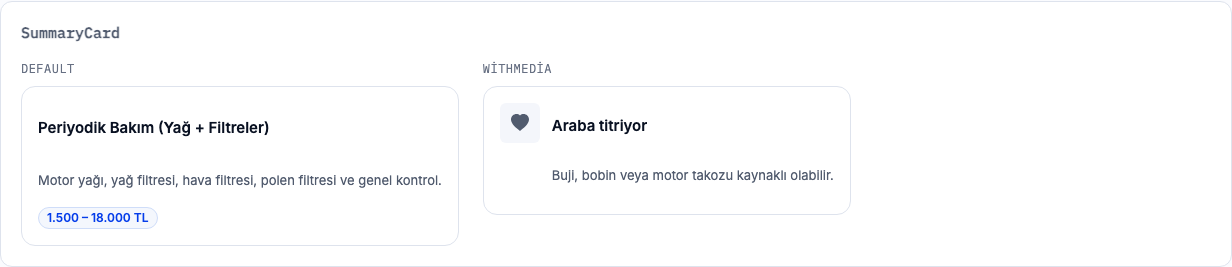 SummaryCard
DEFAULT
Periyodik Bakım (Yağ + Filtreler)
Motor yağı, yağ filtresi, hava filtresi, polen filtresi ve genel kontrol.
1.500 – 18.000 TL
WİTHMEDİA
Araba titriyor
Buji, bobin veya motor takozu kaynaklı olabilir.